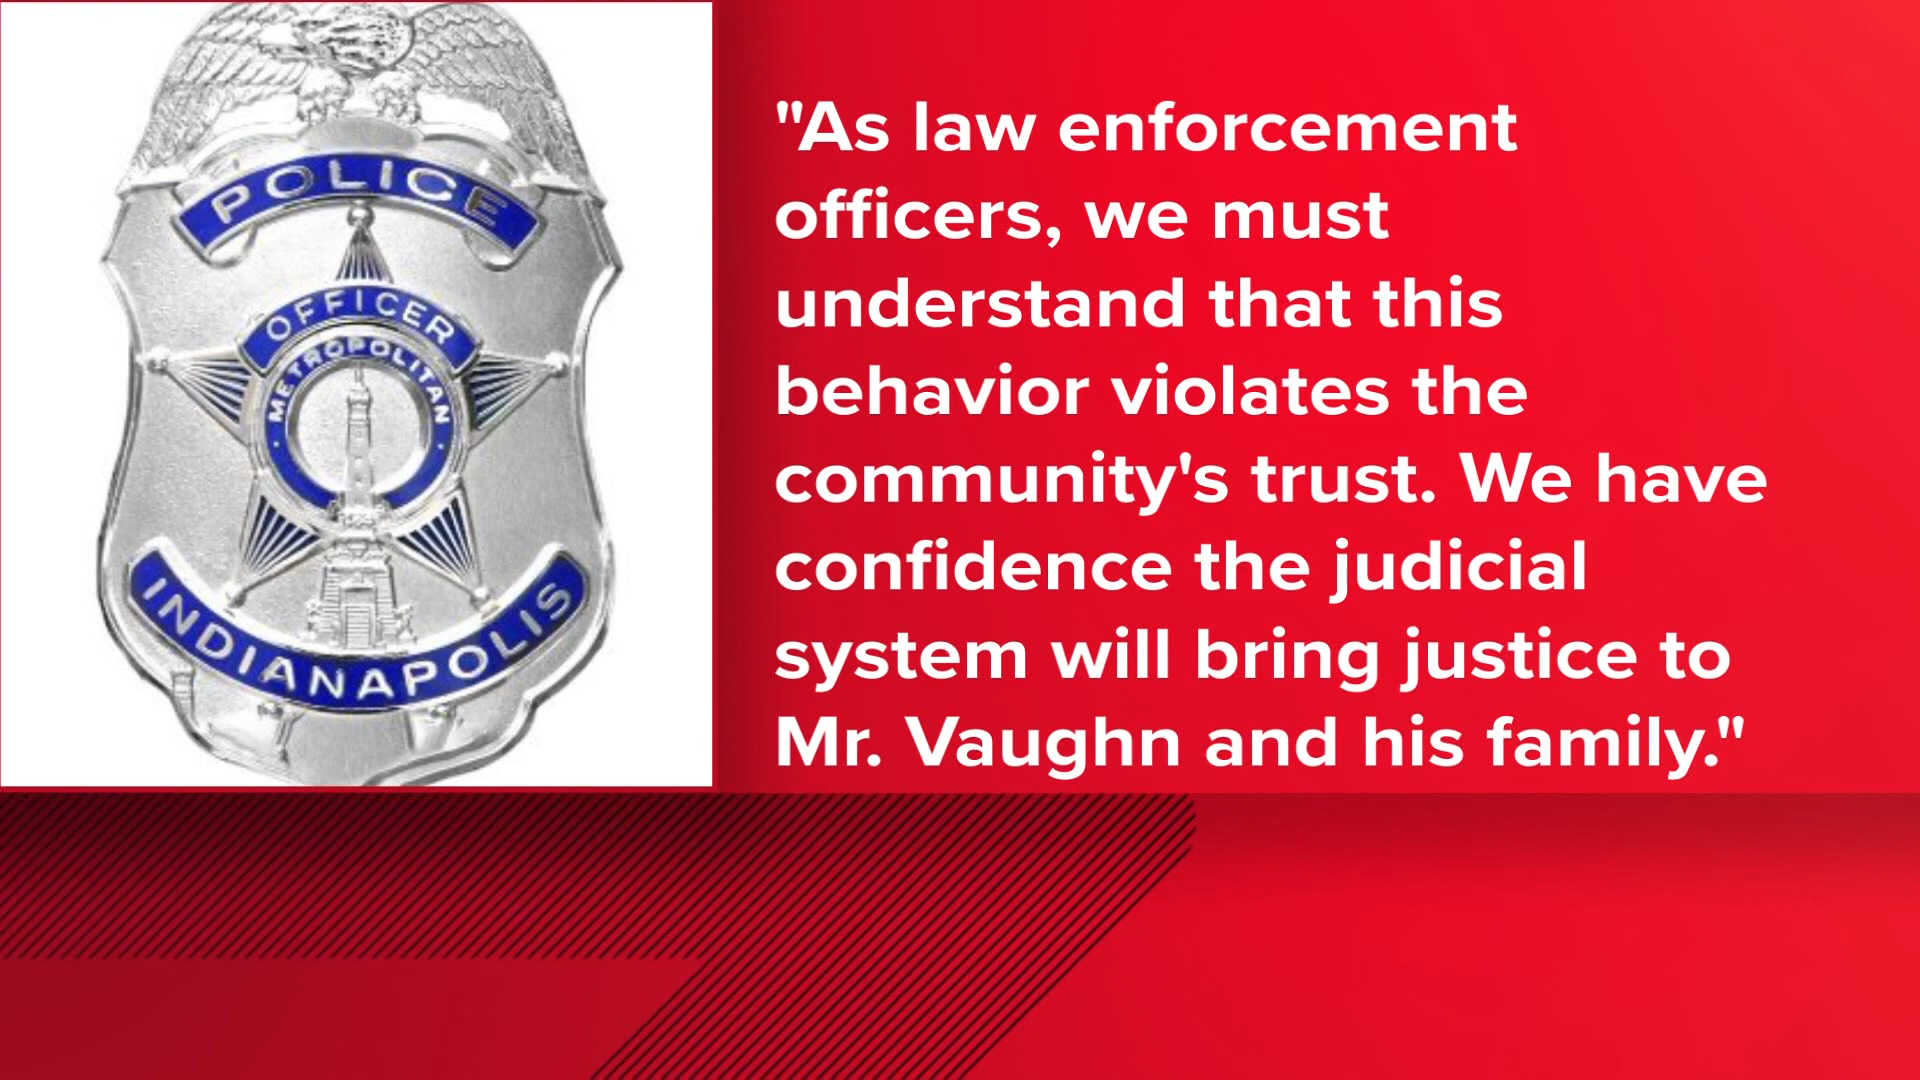 POLICE
OFFICER
METROPOLITAN
INDIANAPOLIS
"As law enforcement
officers, we must
understand that this
behavior violates the
community's trust. We have
confidence the judicial
system will bring justice to
Mr. Vaughn and his family."